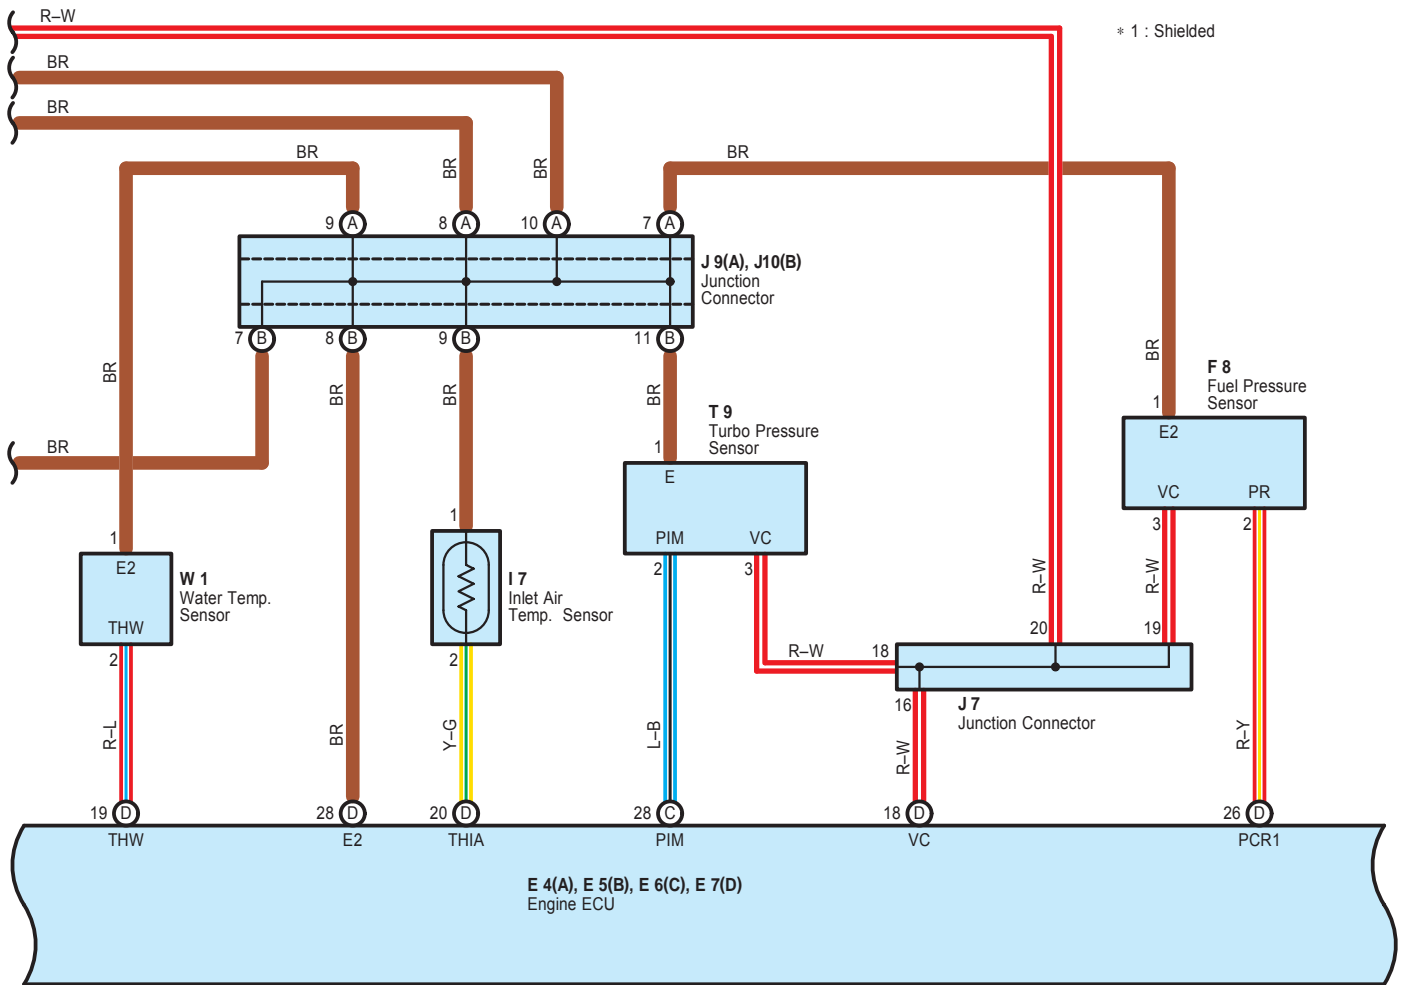 R–W
∗ 1 : Shielded
BR
BR
BR
BR
BR
BR
9 A
8 A
10 A
7 A
J 9(A), J10(B)
Junction
Connector
7 B
8 B
9 B
11 B
BR
BR
BR
BR
BR
F 8
Fuel Pressure
Sensor
1
E2
VC
PR
3
2
T 9
Turbo Pressure
Sensor
BR
1
E
PIM
VC
2
3
1
E2
THW
2
W 1
Water Temp.
Sensor
1
I 7
Inlet Air
Temp. Sensor
2
R–W
R–W
20
19
R–W
18
16
J 7
Junction Connector
R–L
BR
Y–G
L–B
R–W
R–Y
19 D
28 D
20 D
28 C
18 D
26 D
THW
E2
THIA
PIM
VC
PCR1
E 4(A), E 5(B), E 6(C), E 7(D)
Engine ECU